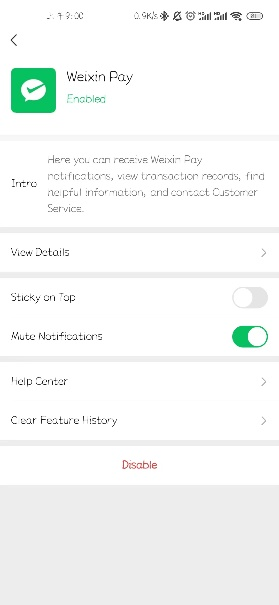 9:00 0.9K/s
Weixin Pay
Enabled
Intro
Here you can receive Weixin Pay
notifications, view transaction records, find
helpful information, and contact Customer
Service.
View Details
Sticky on Top
Mute Notifications
Help Center
Clear Feature History
Disable